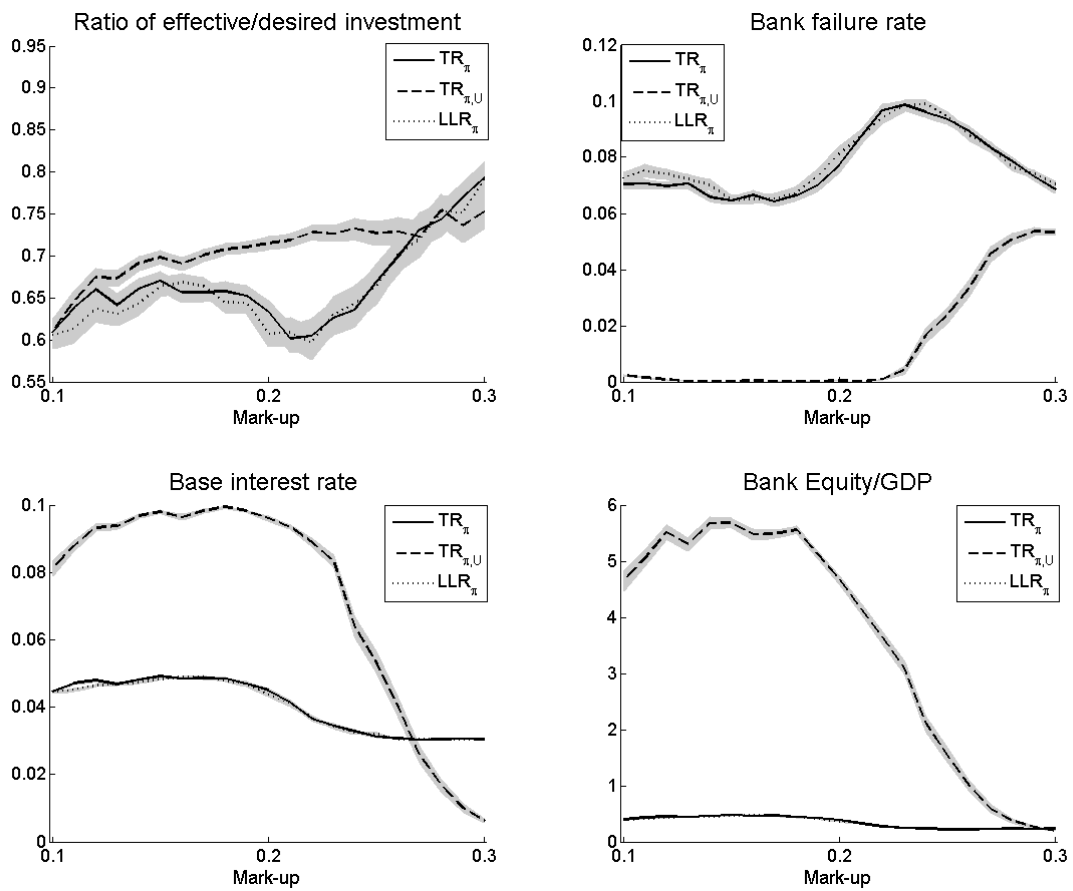 Ratio of effective/desired investment
0.95
0.9
0.85
0.8
0.75
0.7
0.65
0.6
0.55
TRπ
TRπ,U
LLRπ
0.1
0.2
0.3
Mark-up
Bank failure rate
0.12
0.1
0.08
0.06
0.04
0.02
0
TRπ
TRπ,U
LLRπ
0.1
0.2
0.3
Mark-up
Base interest rate
0.1
0.08
0.06
0.04
0.02
0
TRπ
TRπ,U
LLRπ
0.1
0.2
0.3
Mark-up
Bank Equity/GDP
6
5
4
3
2
1
0
TRπ
TRπ,U
LLRπ
0.1
0.2
0.3
Mark-up